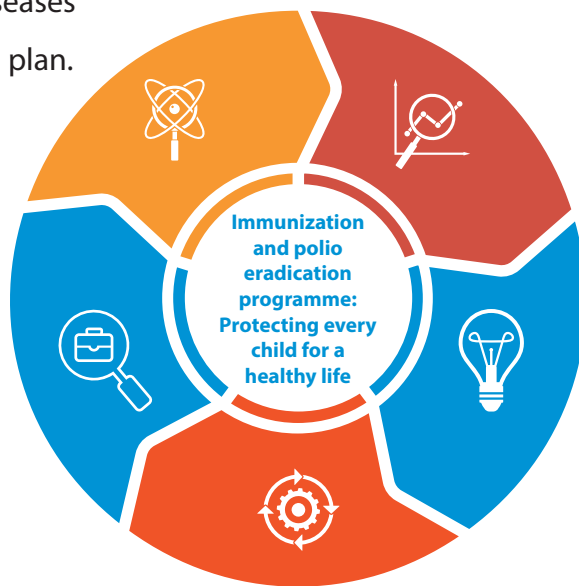 plan.
Immunization
and polio
eradication
programme:
Protecting every
child for a
healthy life